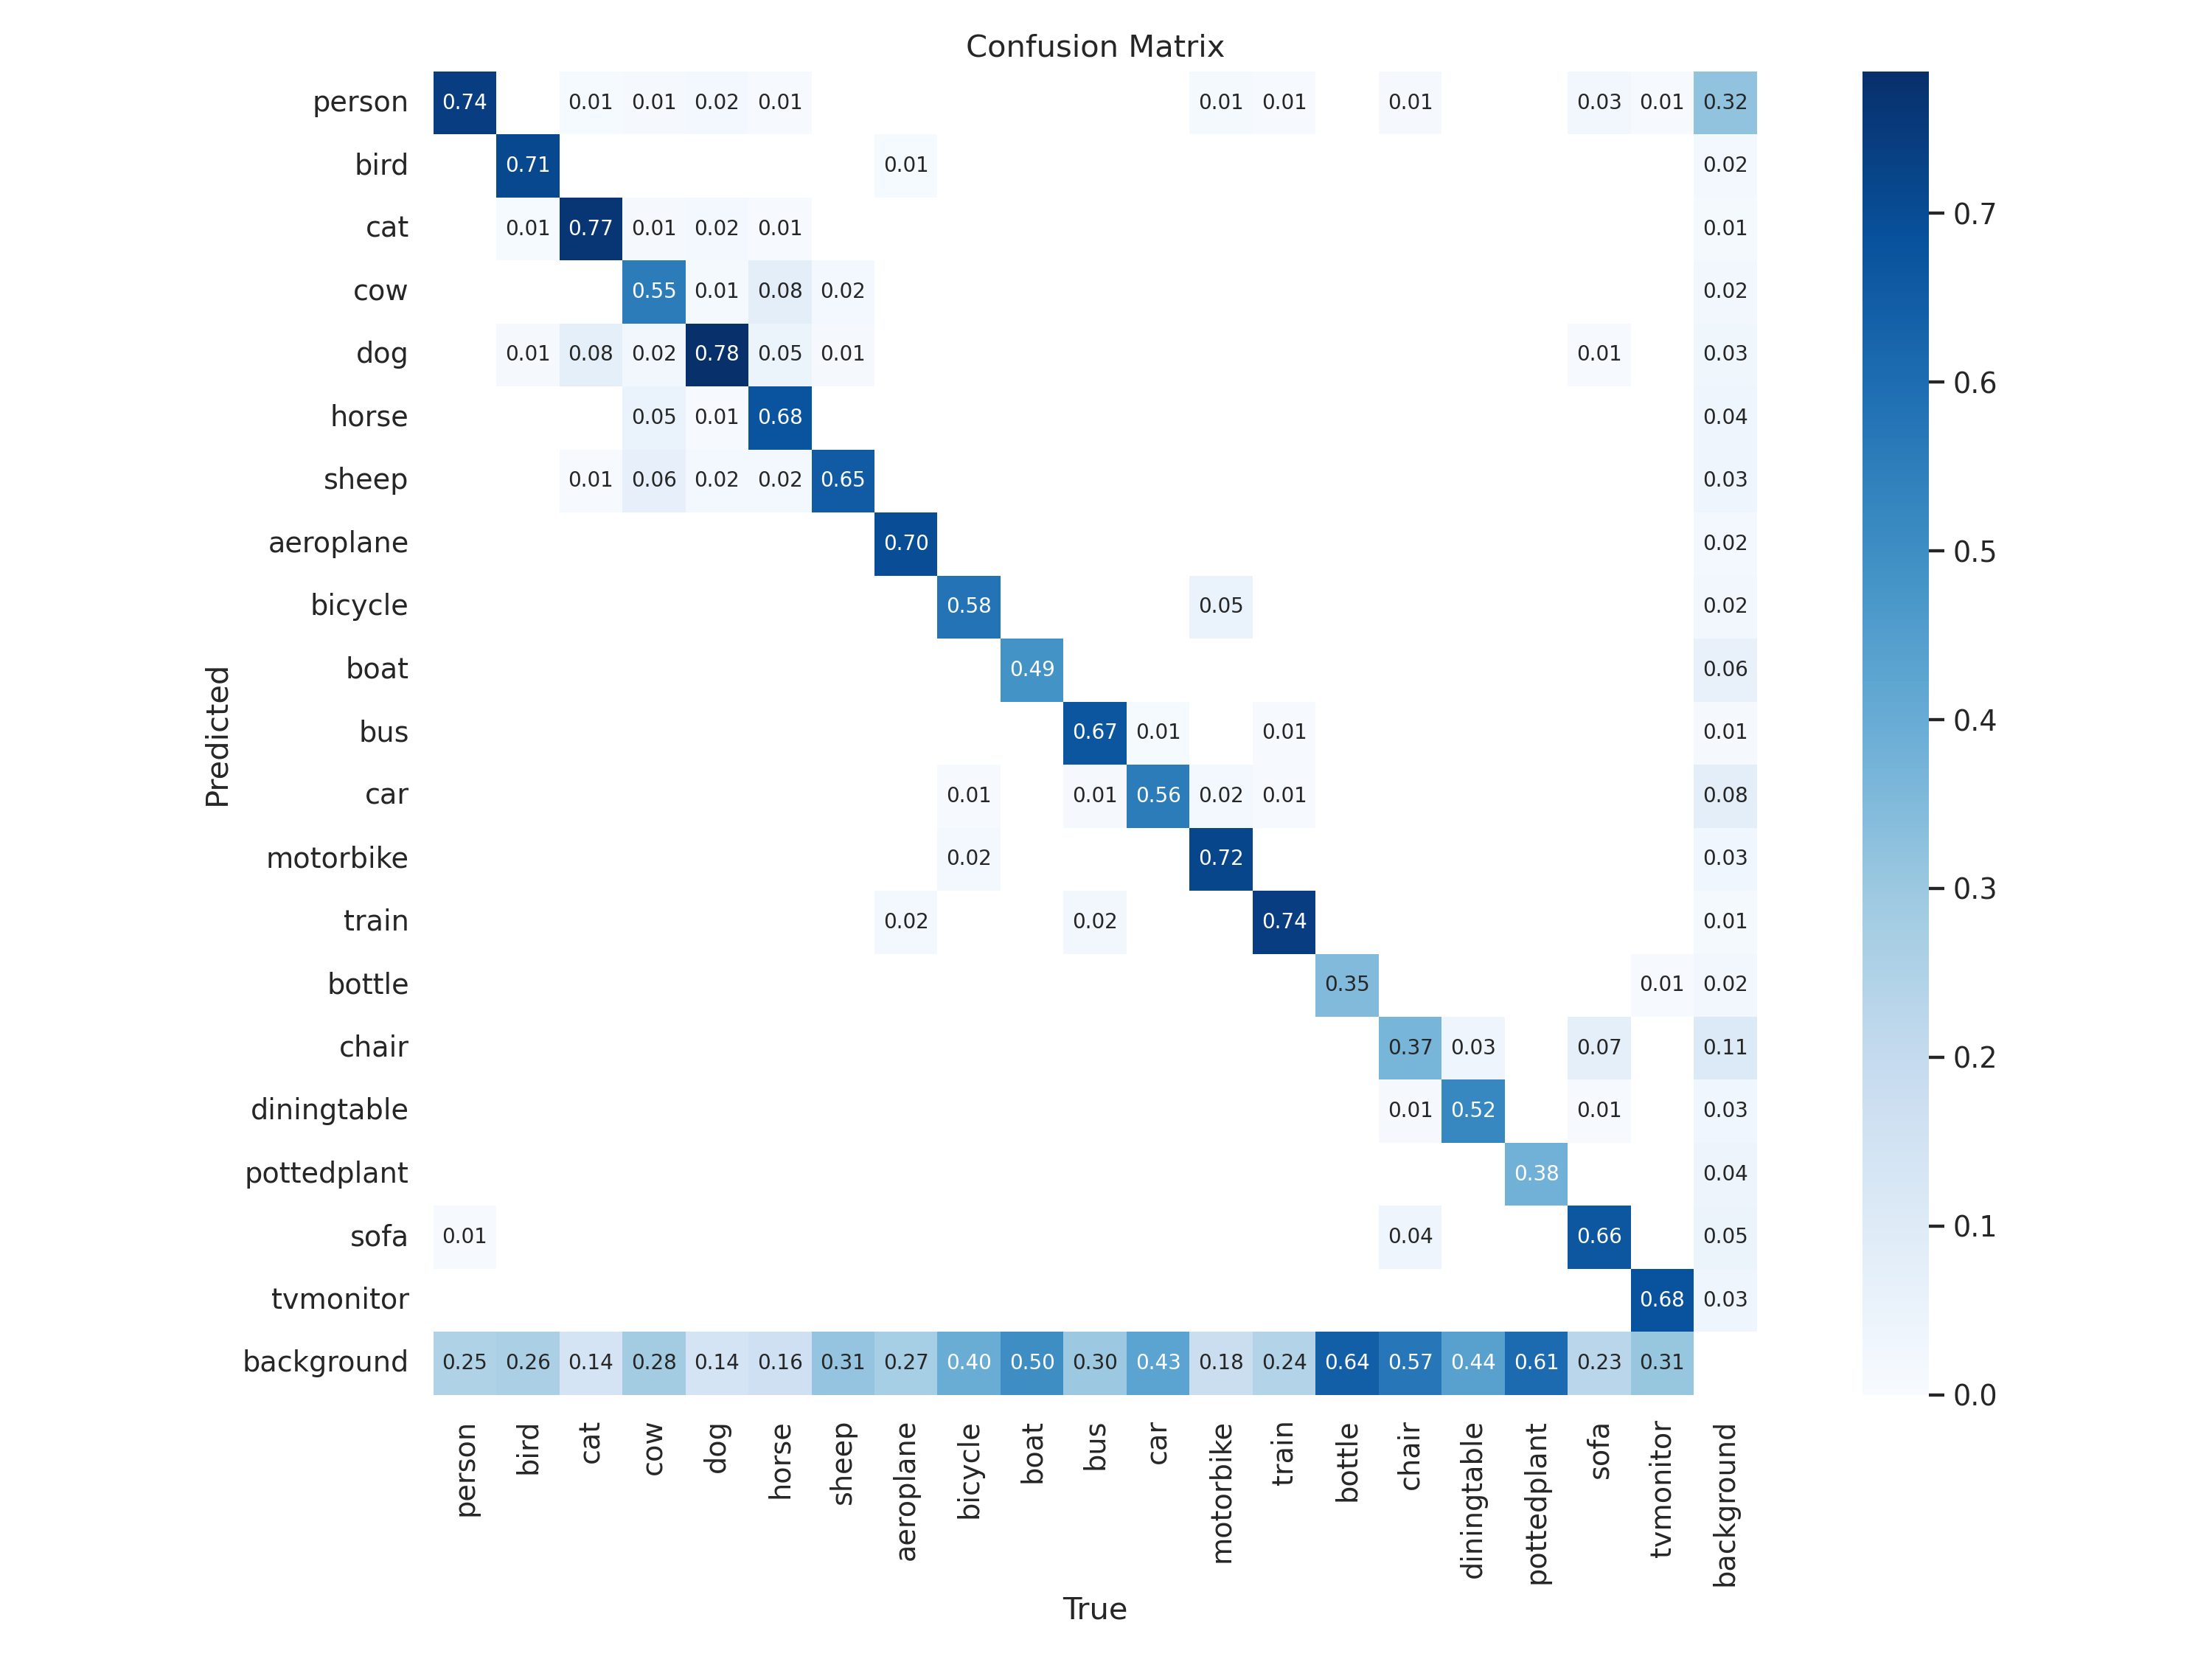 Confusion Matrix
person 0.74 0.01 0.01 0.02 0.01 0.01 0.01 0.01 0.03 0.01 0.32
bird 0.71 0.01 0.02
cat 0.01 0.77 0.01 0.02 0.01 0.01
cow 0.55 0.01 0.08 0.02 0.02
dog 0.01 0.08 0.02 0.78 0.05 0.01 0.01 0.03
horse 0.05 0.01 0.68 0.04
sheep 0.01 0.06 0.02 0.02 0.65 0.03
aeroplane 0.70 0.02
bicycle 0.58 0.05 0.02
boat 0.49 0.06
bus 0.67 0.01 0.01 0.01
car 0.01 0.01 0.56 0.02 0.01 0.08
motorbike 0.02 0.72 0.03
train 0.02 0.02 0.74 0.01
bottle 0.35 0.01 0.02
chair 0.37 0.03 0.07 0.11
diningtable 0.01 0.52 0.01 0.03
pottedplant 0.38 0.04
sofa 0.01 0.04 0.66 0.05
tvmonitor 0.68 0.03
background 0.25 0.26 0.14 0.28 0.14 0.16 0.31 0.27 0.40 0.50 0.30 0.43 0.18 0.24 0.64 0.57 0.44 0.61 0.23 0.31
person bird cat cow dog horse sheep aeroplane bicycle boat bus car motorbike train bottle chair diningtable pottedplant sofa tvmonitor background
True
Predicted
0.7
0.6
0.5
0.4
0.3
0.2
0.1
0.0